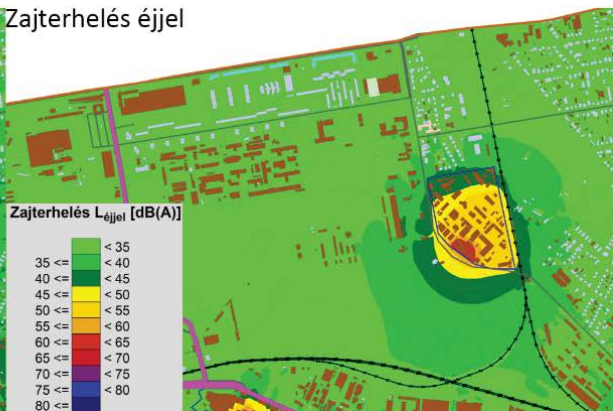 Zajterhelés éjjel
Zajterhelés Léjjel [dB(A)]
< 35
35 <= < 40
40 <= < 45
45 <= < 50
50 <= < 55
55 <= < 60
60 <= < 65
65 <= < 70
70 <= < 75
75 <= < 80
80 <=